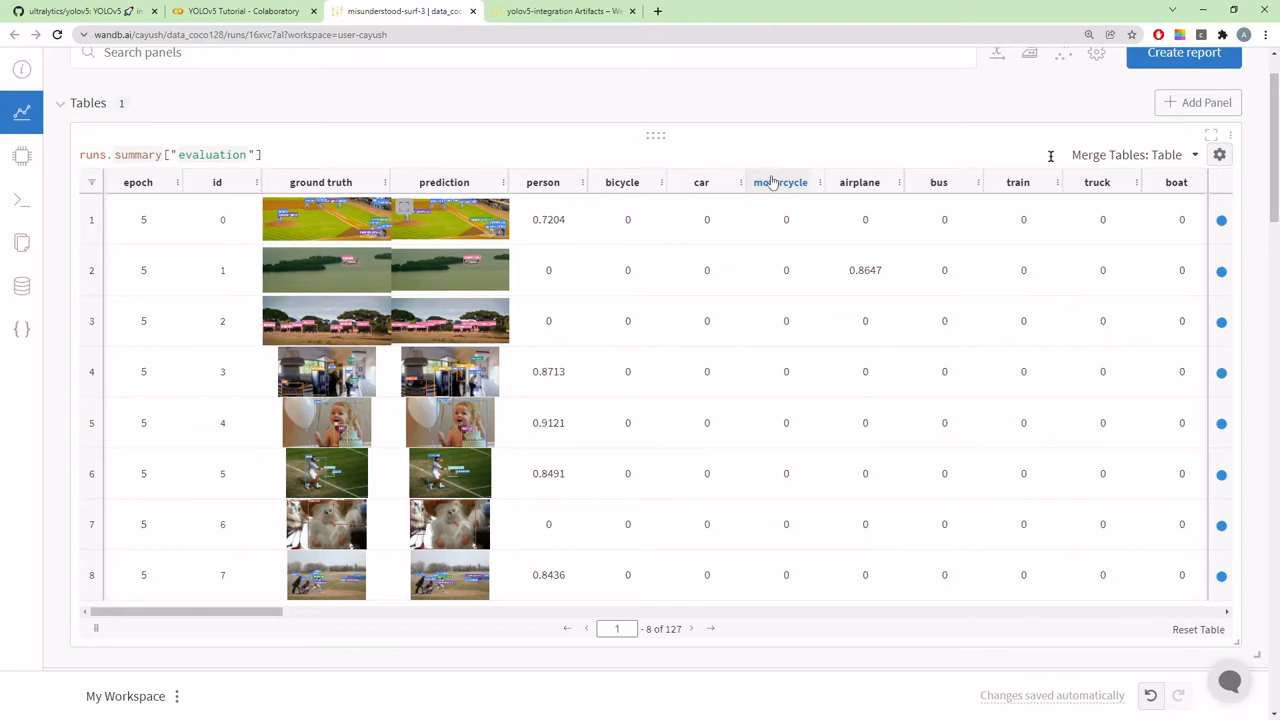 ultralytics/yolov5: YOLOv5 🚀 in
YOLOv5 Tutorial - Colaboratory
misunderstood-surf-3 | data_coc
yolov5-integration Artifacts – We
wandb.ai/cayush/data_coco128/runs/16xvc7al?workspace=user-cayush
Search panels
Create report
Tables 1
Add Panel
runs.summary["evaluation"]
Merge Tables: Table
epoch id ground truth prediction person bicycle car motorcycle airplane bus train truck boat
1 5 0 0.7204 0 0 0 0 0 0 0 0
2 5 1 0 0 0 0 0.8647 0 0 0 0
3 5 2 0 0 0 0 0 0 0 0 0
4 5 3 0.8713 0 0 0 0 0 0 0 0
5 5 4 0.9121 0 0 0 0 0 0 0 0
6 5 5 0.8491 0 0 0 0 0 0 0 0
7 5 6 0 0 0 0 0 0 0 0 0
8 5 7 0.8436 0 0 0 0 0 0 0 0
1 - 8 of 127
Reset Table
My Workspace
Changes saved automatically